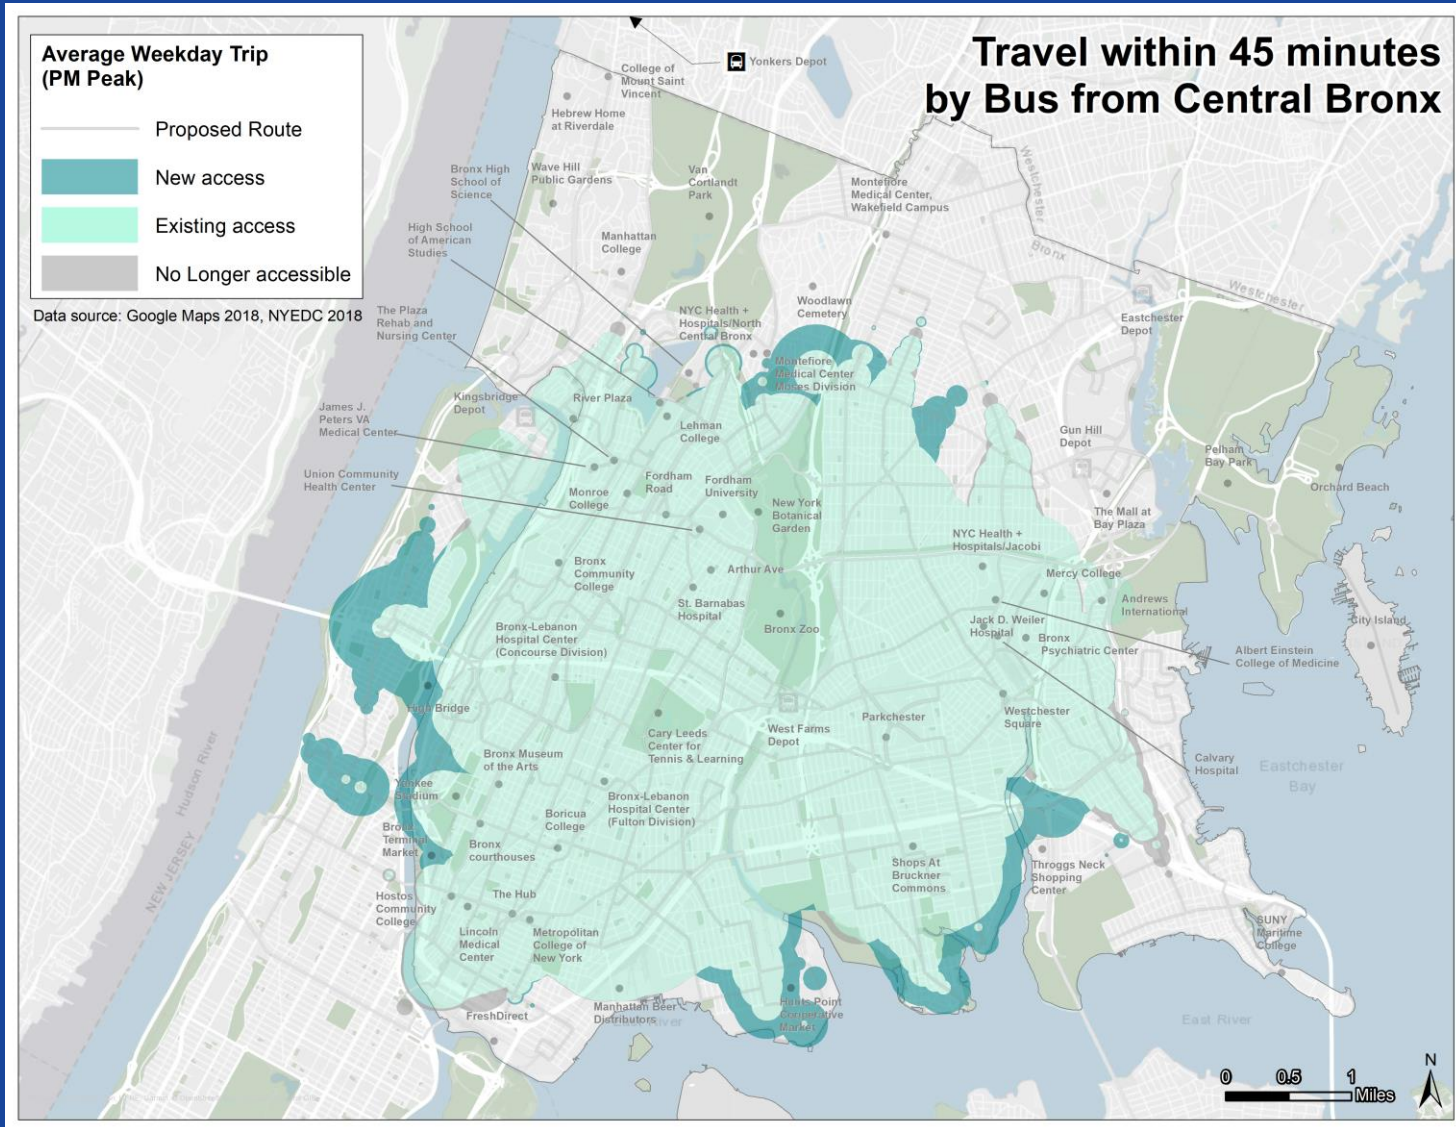 Travel within 45 minutes
by Bus from Central Bronx
Average Weekday Trip
(PM Peak)
Proposed Route
New access
Existing access
No Longer accessible
Data source: Google Maps 2018, NYEDC 2018
Yonkers Depot
College of
Mount Saint
Vincent
Hebrew Home
at Riverdale
Bronx High
School of
Science
Wave Hill
Public Gardens
Van
Cortlandt
Park
Montefiore
Medical Center,
Wakefield Campus
Westchester
Bronx
Westchester
High School
of American
Studies
Manhattan
College
Woodlawn
Cemetery
Eastchester
Depot
The Plaza
Rehab and
Nursing Center
NYC Health +
Hospitals/North
Central Bronx
Montefiore
Medical Center
Moses Division
Kingsbridge
Depot
River Plaza
James J.
Peters VA
Medical Center
Lehman
College
Gun Hill
Depot
Pelham
Bay Park
Orchard Beach
Union Community
Health Center
Monroe
College
Fordham
Road
Fordham
University
New York
Botanical
Garden
The Mall at
Bay Plaza
NYC Health +
Hospitals/Jacobi
Bronx
Community
College
Arthur Ave
Mercy College
St. Barnabas
Hospital
Andrews
International
Bronx Zoo
Jack D. Weiler
Hospital
Bronx
Psychiatric Center
City Island
Bronx-Lebanon
Hospital Center
(Concourse Division)
Albert Einstein
College of Medicine
High Bridge
Cary Leeds
Center for
Tennis & Learning
West Farms
Depot
Parkchester
Westchester
Square
Calvary
Hospital
Eastchester
Bay
Hudson River
NEW JERSEY
Bronx Museum
of the Arts
Yankee
Stadium
Bronx-Lebanon
Hospital Center
(Fulton Division)
Boricua
College
Bronx
Terminal
Market
Bronx
courthouses
Shops At
Bruckner
Commons
Throggs Neck
Shopping
Center
Hostos
Community
College
The Hub
Lincoln
Medical
Center
Metropolitan
College of
New York
SUNY
Maritime
College
FreshDirect
Manhattan Beer
Distributors
East River
Hunts Point
Cooperative
Market
East River
N
0 0.5 1
Miles